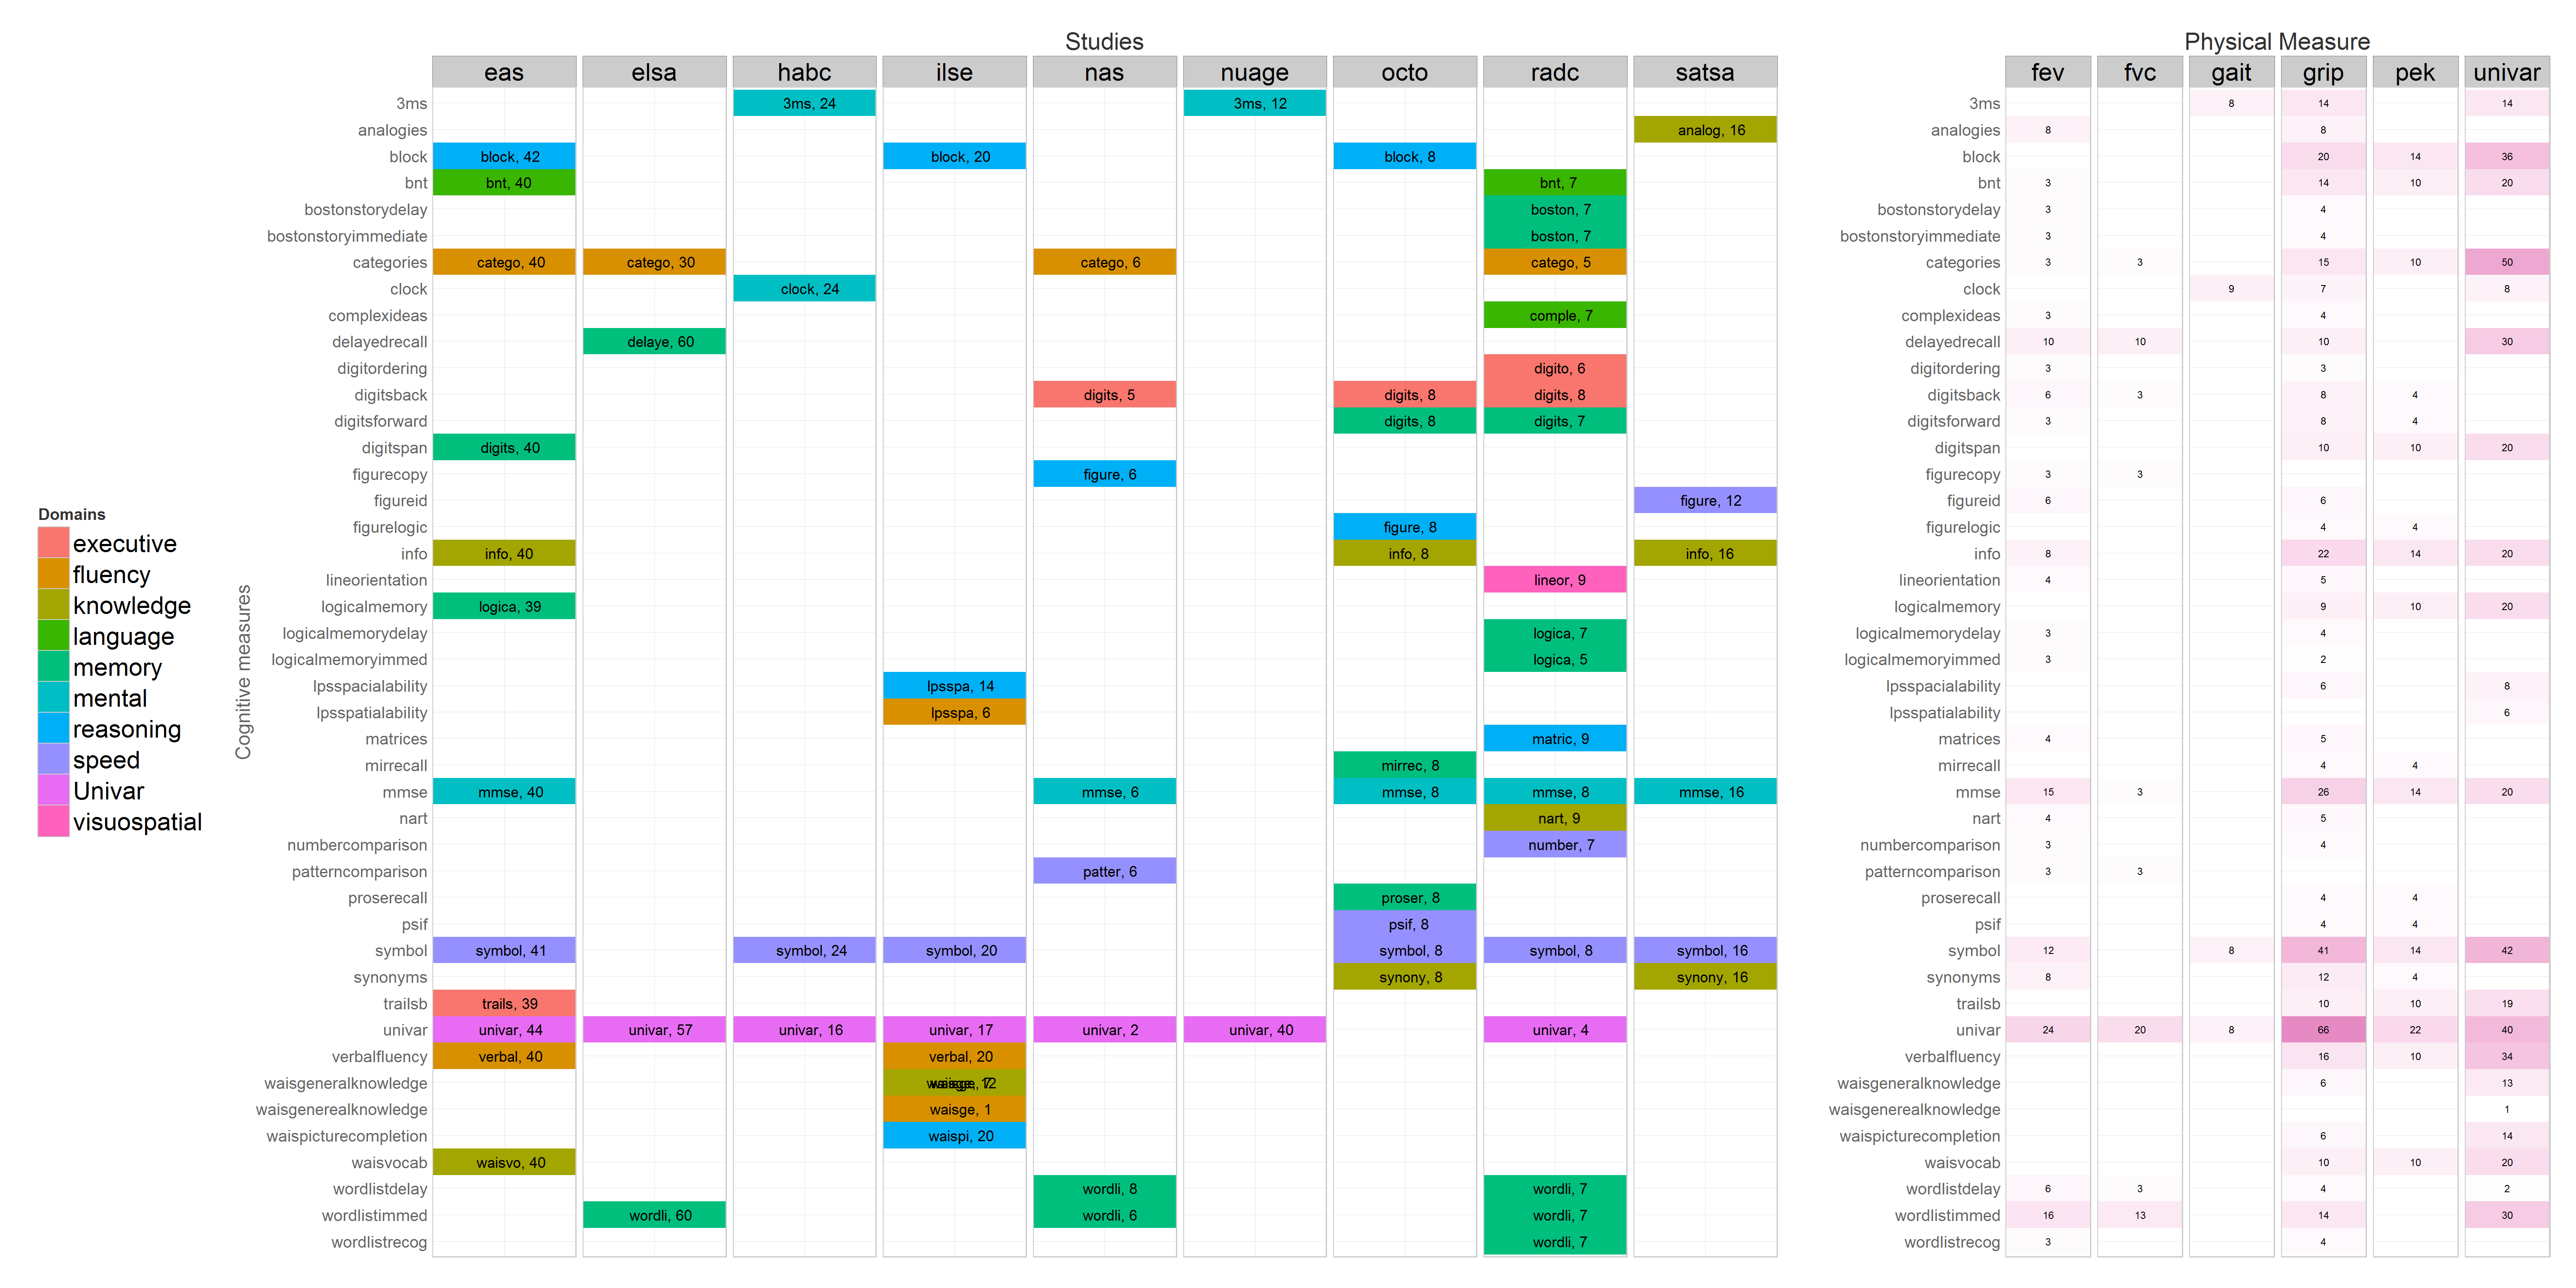 Studies Physical Measure
eas elsa habc ilse nas nuage octo radc satsa fev fvc gait grip pek univar
3ms 3ms, 24 3ms, 12 3ms 8 14 14
analogies analog, 16 analogies 8 8
block block, 42 block, 20 block, 8 block 20 14 36
bnt bnt, 40 bnt, 7 bnt 3 14 10 20
bostonstorydelay boston, 7 bostonstorydelay 3 4
bostonstoryimmediate boston, 7 bostonstoryimmediate 3 4
categories catego, 40 catego, 30 catego, 6 catego, 5 categories 3 3 15 10 50
clock clock, 24 clock 9 7 8
complexideas comple, 7 complexideas 3 4
delayedrecall delaye, 60 delayedrecall 10 10 10 30
digitordering digito, 6 digitordering 3 3
digitsback digits, 5 digits, 8 digits, 8 digitsback 6 3 8 4
digitsforward digits, 8 digits, 7 digitsforward 3 8 4
digitspan digits, 40 digitspan 10 10 20
figurecopy figure, 6 figurecopy 3 3
figureid figure, 12 figureid 6 6
figurelogic figure, 8 figurelogic 4 4
info info, 40 info, 8 info, 16 info 8 22 14 20
lineorientation lineor, 9 lineorientation 4 5
logicalmemory logica, 39 logicalmemory 9 10 20
logicalmemorydelay logica, 7 logicalmemorydelay 3 4
logicalmemoryimmed logica, 5 logicalmemoryimmed 3 2
lpsspacialability lpsspa, 14 lpsspacialability 6 8
lpsspatialability lpsspa, 6 lpsspatialability 6
matrices matric, 9 matrices 4 5
mirrecall mirrec, 8 mirrecall 4 4
mmse mmse, 40 mmse, 6 mmse, 8 mmse, 8 mmse, 16 mmse 15 3 26 14 20
nart nart, 9 nart 4 5
numbercomparison number, 7 numbercomparison 3 4
patterncomparison patter, 6 patterncomparison 3 3
proserecall proser, 8 proserecall 4 4
psif psif, 8 psif 4 4
symbol symbol, 41 symbol, 24 symbol, 20 symbol, 8 symbol, 8 symbol, 16 symbol 12 8 41 14 42
synonyms synony, 8 synony, 16 synonyms 8 12 4
trailsb trails, 39 trailsb 10 10 19
univar univar, 44 univar, 57 univar, 16 univar, 17 univar, 2 univar, 40 univar, 4 univar 24 20 8 66 22 40
verbalfluency verbal, 40 verbal, 20 verbalfluency 16 10 34
waisgeneralknowledge waisgeneralknowledge 6 13
waisgenerealknowledge waisge, 1 waisgenerealknowledge 1
waispicturecompletion waispi, 20 waispicturecompletion 6 14
waisvocab waisvo, 40 waisvocab 10 10 20
wordlistdelay wordli, 8 wordli, 7 wordlistdelay 6 3 4 2
wordlistimmed wordli, 60 wordli, 6 wordli, 7 wordlistimmed 16 13 14 30
wordlistrecog wordli, 7 wordlistrecog 3 4
Cognitive measures
Domains
executive
fluency
knowledge
language
memory
mental
reasoning
speed
Univar
visuospatial